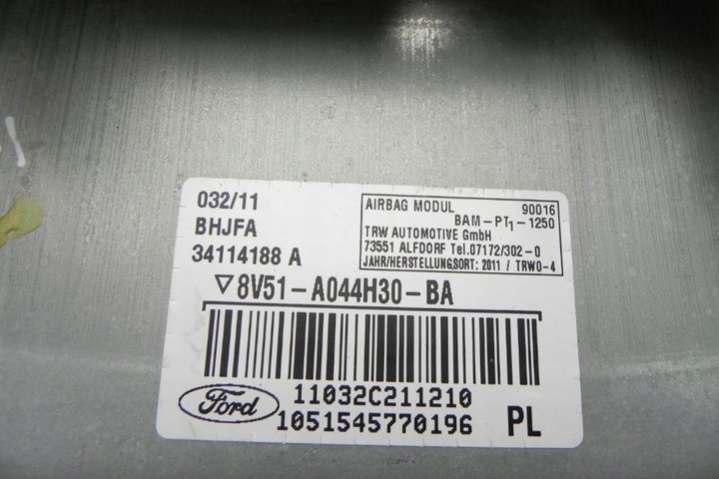 032/11
BHJFA
34114188 A
AIRBAG MODUL 90016
BAM-PT1-1250
TRW AUTOMOTIVE GmbH
73551 ALFDORF Tel.07172/302-0
JAHR/HERSTELLUNGSORT: 2011 / TRWO-4
▽8V51-A044H30-BA
Ford
11032C211210
1051545770196 PL